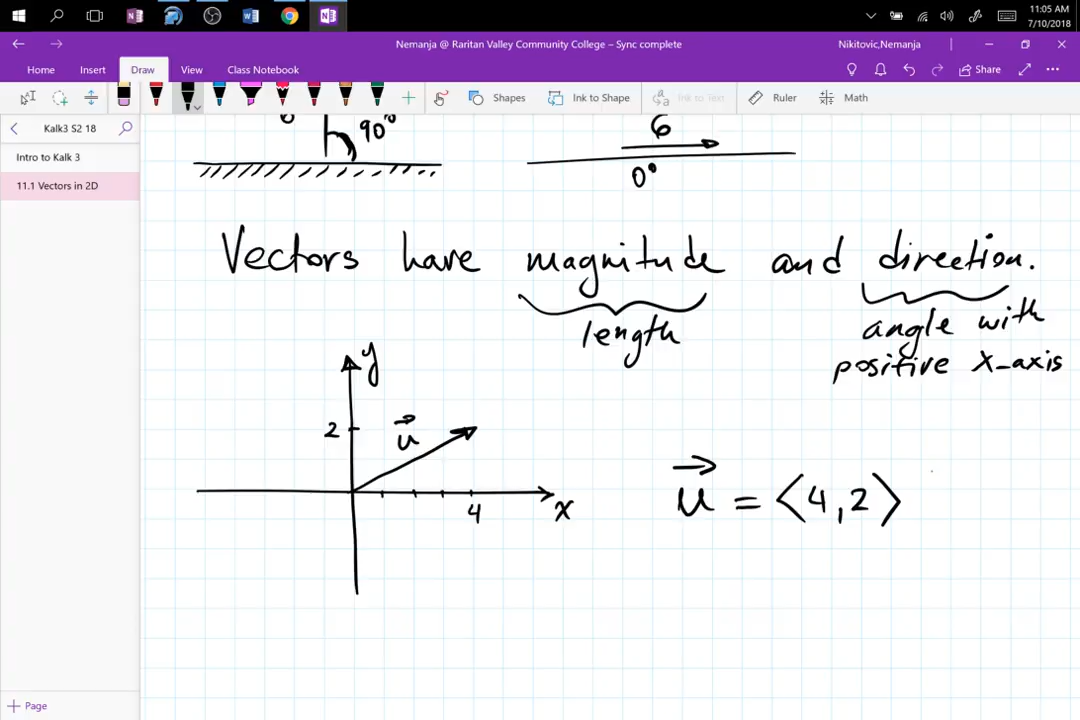 11:05 AM
7/10/2018
Nemanja @ Raritan Valley Community College – Sync complete
Nikitovic,Nemanja
Home Insert Draw View Class Notebook
Share
Shapes Ink to Shape Ink to Text Ruler Math
Kalk3 S2 18
Intro to Kalk 3
11.1 Vectors in 2D
90°
6
0°
Vectors have magnitude and direction.
length
angle with
positive x-axis
y
2
u
4
x
u = ⟨4,2⟩
Page